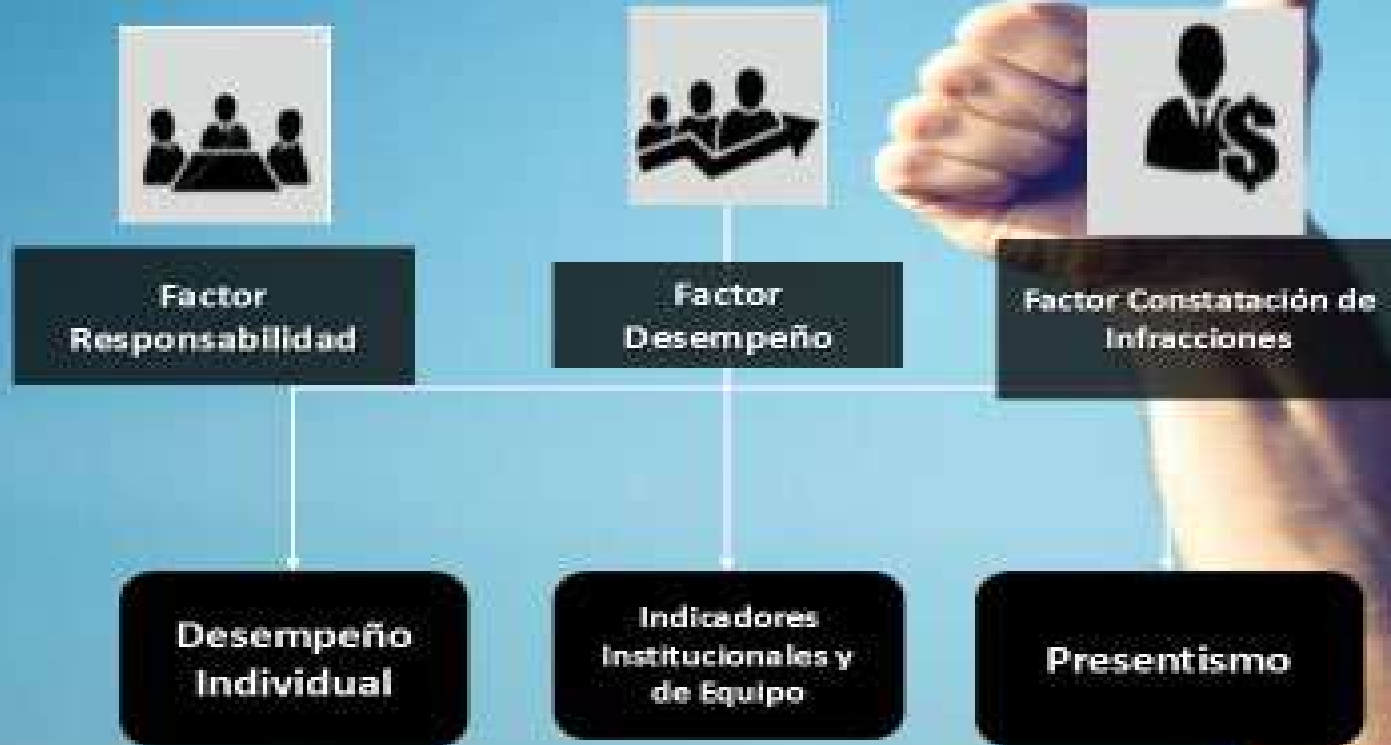 Factor
Responsabilidad
Factor
Desempeño
Factor Constatación de
Infracciones
Desempeño
Individual
Indicadores
Institucionales y
de Equipo
Presentismo